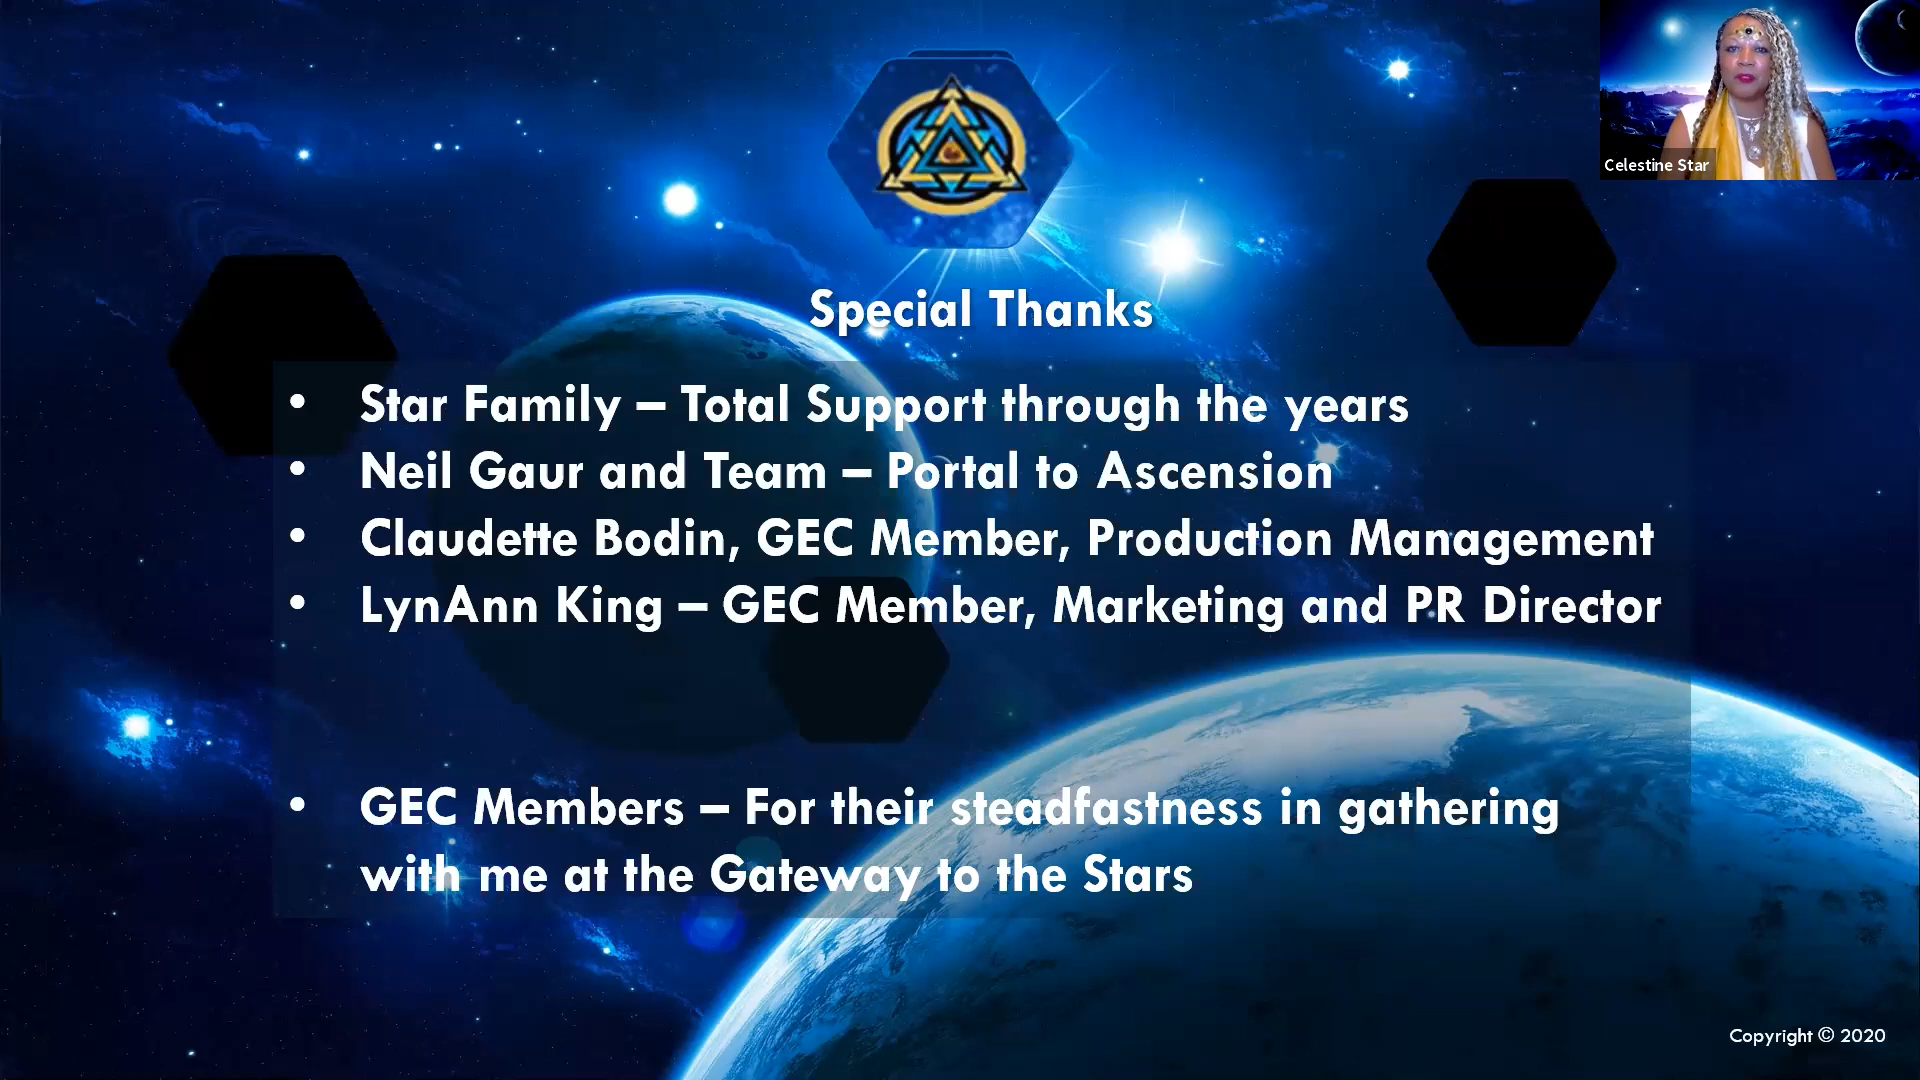 Celestine Star
Special Thanks
• Star Family – Total Support through the years
• Neil Gaur and Team – Portal to Ascension
• Claudette Bodin, GEC Member, Production Management
• LynAnn King – GEC Member, Marketing and PR Director
• GEC Members – For their steadfastness in gathering
with me at the Gateway to the Stars
Copyright © 2020